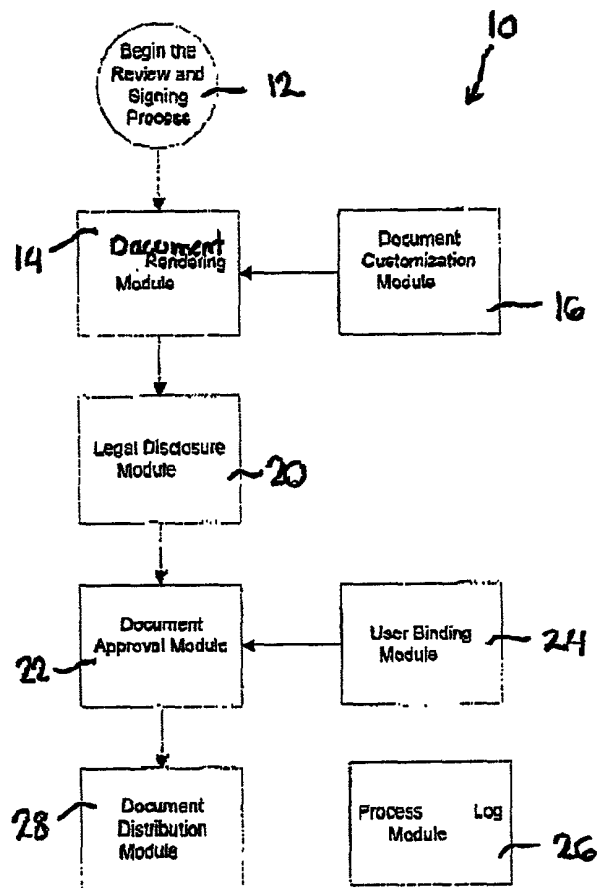 10
Begin the
Review and
Signing
Process
12
14
Document
Rendering
Module
Document
Customization
Module
16
Legal Disclosure
Module
20
Document
Approval Module
22
User Binding
Module
24
28
Document
Distribution
Module
Process Log
Module
26